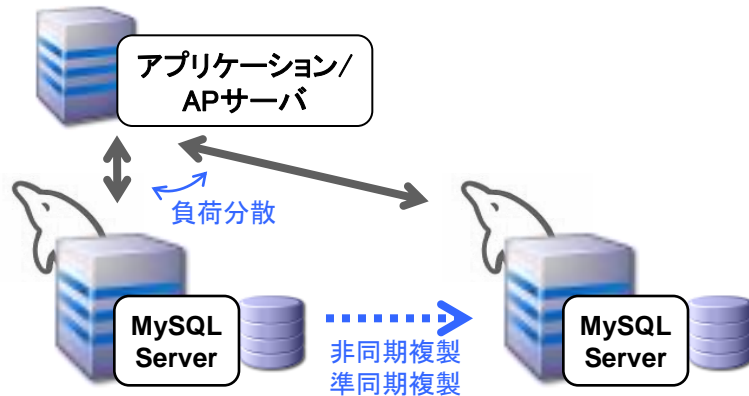 アプリケーション/
APサーバ
負荷分散
MySQL
Server
非同期複製
準同期複製
MySQL
Server